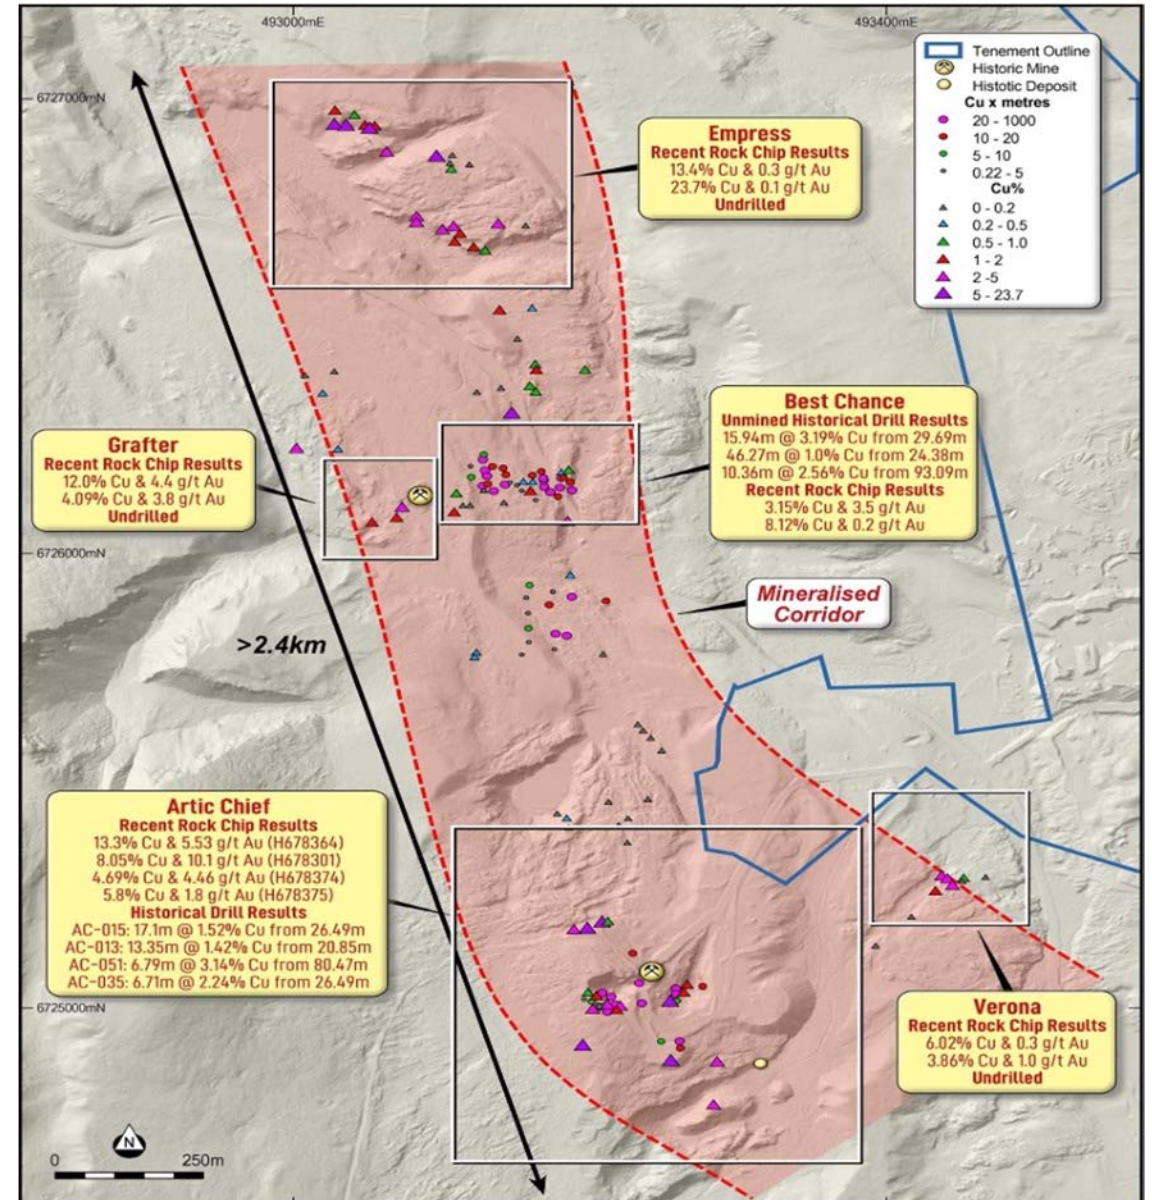 493000mE
493400mE
6727000mN
Tenement Outline
Historic Mine
Histotic Deposit
Cu x metres
20 - 1000
10 - 20
5 - 10
0.22 - 5
Cu%
0 - 0.2
0.2 - 0.5
0.5 - 1.0
1 - 2
2 -5
5 - 23.7
Empress
Recent Rock Chip Results
13.4% Cu & 0.3 g/t Au
23.7% Cu & 0.1 g/t Au
Undrilled
Best Chance
Unmined Historical Drill Results
15.94m @ 3.19% Cu from 29.69m
46.27m @ 1.0% Cu from 24.38m
10.36m @ 2.56% Cu from 93.09m
Recent Rock Chip Results
3.15% Cu & 3.5 g/t Au
8.12% Cu & 0.2 g/t Au
Grafter
Recent Rock Chip Results
12.0% Cu & 4.4 g/t Au
4.09% Cu & 3.8 g/t Au
Undrilled
6726000mN
Mineralised
Corridor
>2.4km
Artic Chief
Recent Rock Chip Results
13.3% Cu & 5.53 g/t Au (H678364)
8.05% Cu & 10.1 g/t Au (H678301)
4.69% Cu & 4.46 g/t Au (H678374)
5.8% Cu & 1.8 g/t Au (H678375)
Historical Drill Results
AC-015: 17.1m @ 1.52% Cu from 26.49m
AC-013: 13.35m @ 1.42% Cu from 20.85m
AC-051: 6.79m @ 3.14% Cu from 80.47m
AC-035: 6.71m @ 2.24% Cu from 26.49m
6725000mN
Verona
Recent Rock Chip Results
6.02% Cu & 0.3 g/t Au
3.86% Cu & 1.0 g/t Au
Undrilled
N
0 250m